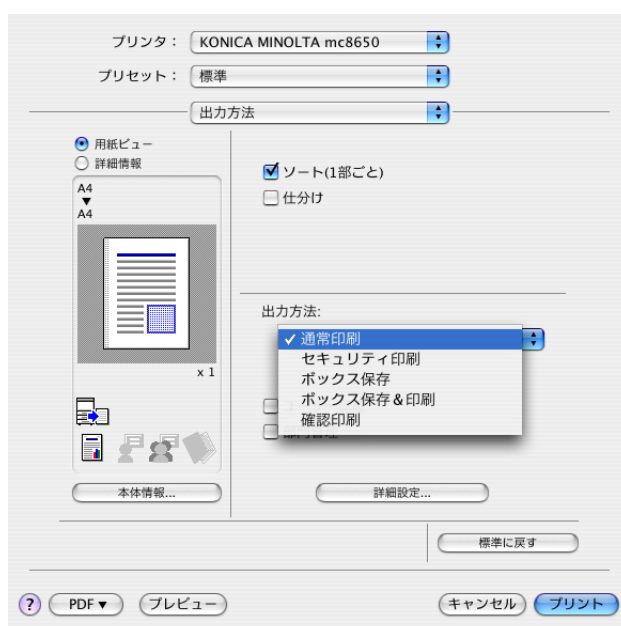 プリンタ： KONICA MINOLTA mc8650
プリセット： 標準
出力方法
用紙ビュー
詳細情報
A4
A4
x 1
本体情報...
ソート(1部ごと)
仕分け
出力方法:
✓ 通常印刷
セキュリティ印刷
ボックス保存
ボックス保存＆印刷
確認印刷
詳細設定...
標準に戻す
? PDF▼ プレビュー キャンセル プリント